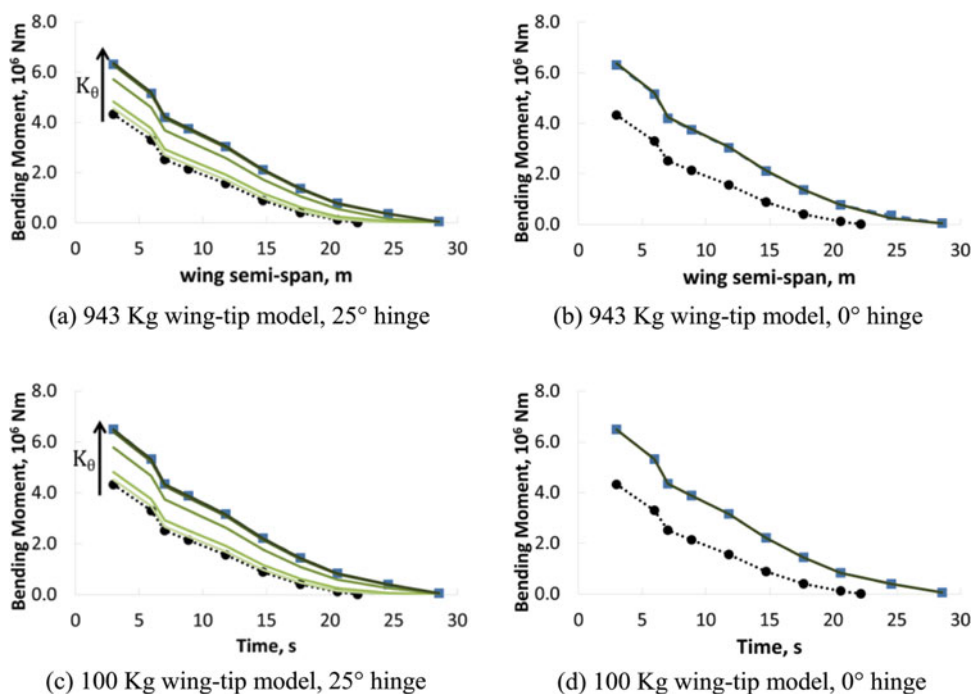 Bending Moment, 10⁶ Nm
8.0
6.0
4.0
2.0
0.0
K_θ
0 5 10 15 20 25 30
wing semi-span, m
(a) 943 Kg wing-tip model, 25° hinge
Bending Moment, 10⁶ Nm
8.0
6.0
4.0
2.0
0.0
0 5 10 15 20 25 30
wing semi-span, m
(b) 943 Kg wing-tip model, 0° hinge
Bending Moment, 10⁶ Nm
8.0
6.0
4.0
2.0
0.0
K_θ
0 5 10 15 20 25 30
Time, s
(c) 100 Kg wing-tip model, 25° hinge
Bending Moment, 10⁶ Nm
8.0
6.0
4.0
2.0
0.0
0 5 10 15 20 25 30
Time, s
(d) 100 Kg wing-tip model, 0° hinge